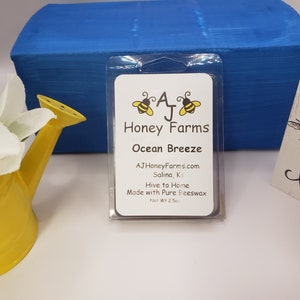 AJ
Honey Farms
Ocean Breeze
AJHoneyFarms.com
Salina, Ks
Hive to Home
Made with Pure Beeswax
Net Wt 2.5oz